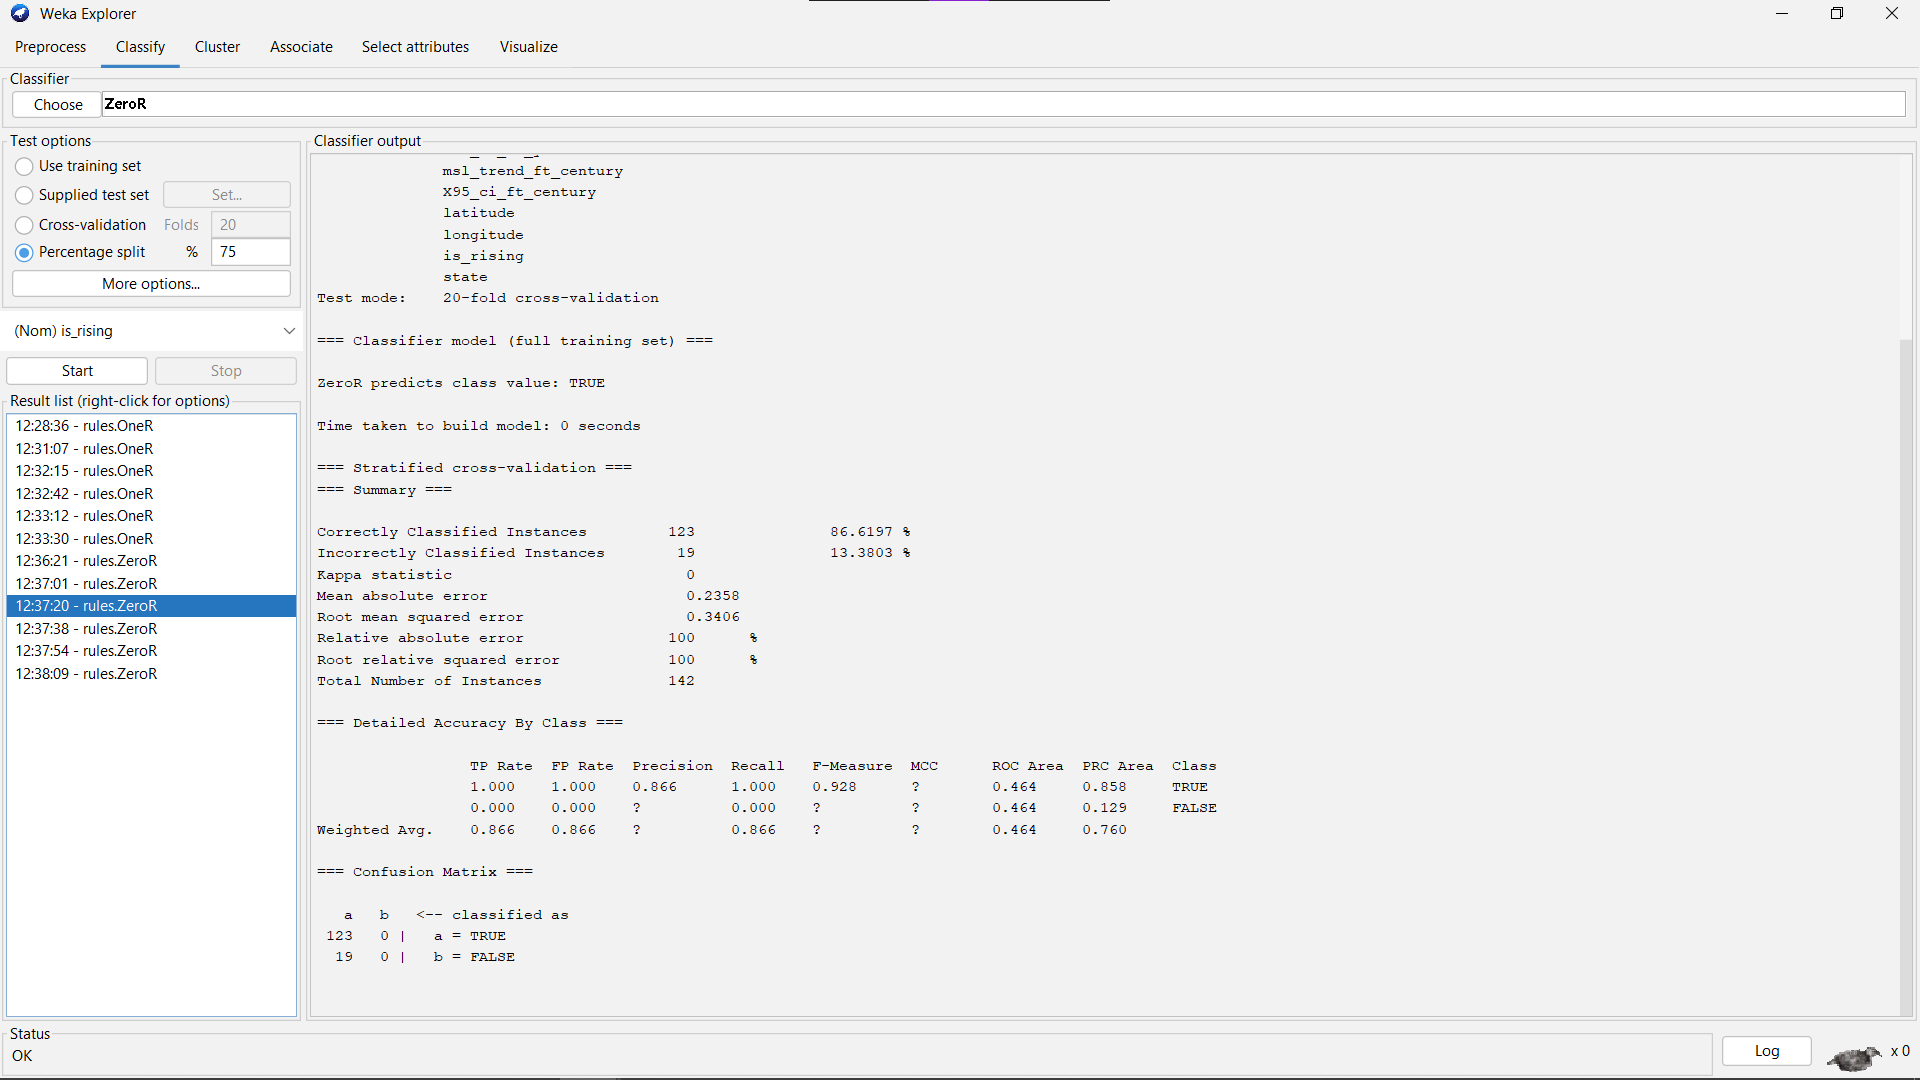 Weka Explorer
Preprocess Classify Cluster Associate Select attributes Visualize
Classifier
Choose ZeroR
Test options
Use training set
Supplied test set Set...
Cross-validation Folds 20
Percentage split % 75
More options...
(Nom) is_rising
Start Stop
Result list (right-click for options)
12:28:36 - rules.OneR
12:31:07 - rules.OneR
12:32:15 - rules.OneR
12:32:42 - rules.OneR
12:33:12 - rules.OneR
12:33:30 - rules.OneR
12:36:21 - rules.ZeroR
12:37:01 - rules.ZeroR
12:37:20 - rules.ZeroR
12:37:38 - rules.ZeroR
12:37:54 - rules.ZeroR
12:38:09 - rules.ZeroR
Classifier output
msl_trend_ft_century
X95_ci_ft_century
latitude
longitude
is_rising
state
Test mode: 20-fold cross-validation
=== Classifier model (full training set) ===
ZeroR predicts class value: TRUE
Time taken to build model: 0 seconds
=== Stratified cross-validation ===
=== Summary ===
Correctly Classified Instances 123 86.6197 %
Incorrectly Classified Instances 19 13.3803 %
Kappa statistic 0
Mean absolute error 0.2358
Root mean squared error 0.3406
Relative absolute error 100 %
Root relative squared error 100 %
Total Number of Instances 142
=== Detailed Accuracy By Class ===
TP Rate FP Rate Precision Recall F-Measure MCC ROC Area PRC Area Class
1.000 1.000 0.866 1.000 0.928 ? 0.464 0.858 TRUE
0.000 0.000 ? 0.000 ? ? 0.464 0.129 FALSE
Weighted Avg. 0.866 0.866 ? 0.866 ? ? 0.464 0.760
=== Confusion Matrix ===
a b <-- classified as
123 0 | a = TRUE
19 0 | b = FALSE
Status
OK
Log
x 0